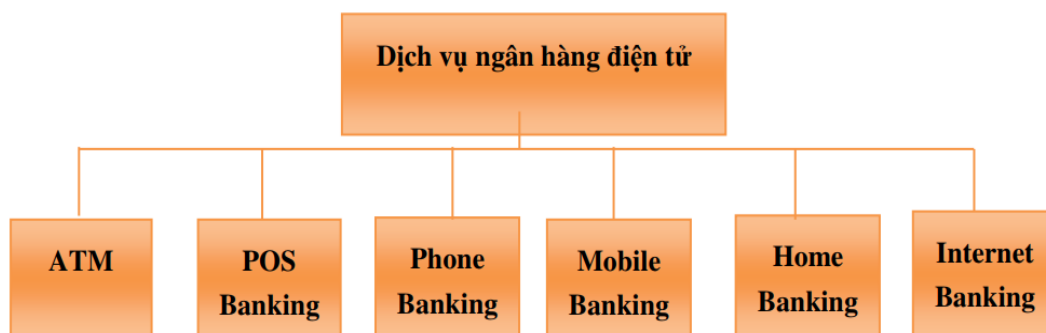 Dịch vụ ngân hàng điện tử
ATM
POS
Banking
Phone
Banking
Mobile
Banking
Home
Banking
Internet
Banking